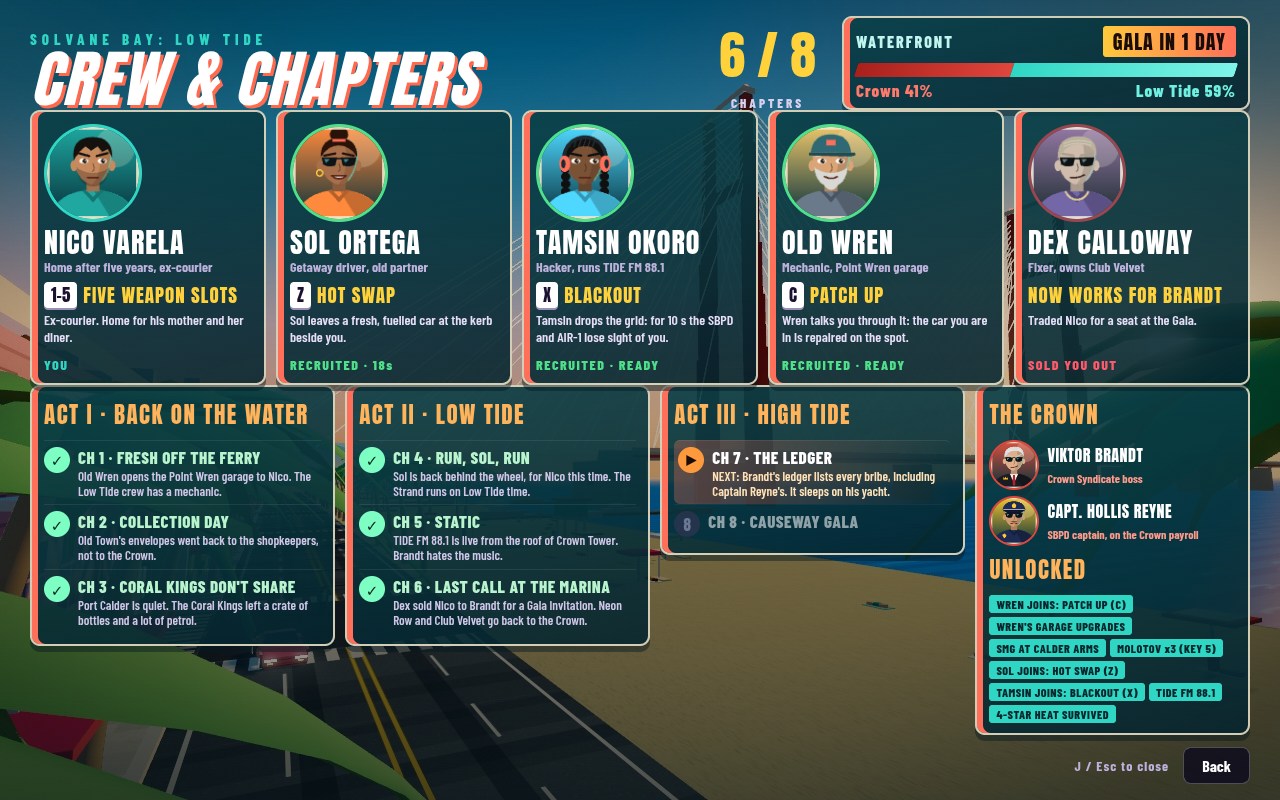 SOLVANE BAY: LOW TIDE
CREW & CHAPTERS
6 / 8
CHAPTERS
WATERFRONT
GALA IN 1 DAY
Crown 41%
Low Tide 59%
NICO VARELA
Home after five years, ex-courier
1-5 FIVE WEAPON SLOTS
Ex-courier. Home for his mother and her
diner.
YOU
SOL ORTEGA
Getaway driver, old partner
Z HOT SWAP
Sol leaves a fresh, fuelled car at the kerb
beside you.
RECRUITED · 18s
TAMSIN OKORO
Hacker, runs TIDE FM 88.1
X BLACKOUT
Tamsin drops the grid: for 10 s the SBPD
and AIR-1 lose sight of you.
RECRUITED · READY
OLD WREN
Mechanic, Point Wren garage
C PATCH UP
Wren talks you through it: the car you are
in is repaired on the spot.
RECRUITED · READY
DEX CALLOWAY
Fixer, owns Club Velvet
NOW WORKS FOR BRANDT
Traded Nico for a seat at the Gala.
SOLD YOU OUT
ACT I · BACK ON THE WATER
✓ CH 1 · FRESH OFF THE FERRY
Old Wren opens the Point Wren garage to Nico. The
Low Tide crew has a mechanic.
✓ CH 2 · COLLECTION DAY
Old Town's envelopes went back to the shopkeepers,
not to the Crown.
✓ CH 3 · CORAL KINGS DON'T SHARE
Port Calder is quiet. The Coral Kings left a crate of
bottles and a lot of petrol.
ACT II · LOW TIDE
✓ CH 4 · RUN, SOL, RUN
Sol is back behind the wheel, for Nico this time. The
Strand runs on Low Tide time.
✓ CH 5 · STATIC
TIDE FM 88.1 is live from the roof of Crown Tower.
Brandt hates the music.
✓ CH 6 · LAST CALL AT THE MARINA
Dex sold Nico to Brandt for a Gala invitation. Neon
Row and Club Velvet go back to the Crown.
ACT III · HIGH TIDE
▶ CH 7 · THE LEDGER
NEXT: Brandt's ledger lists every bribe, including
Captain Reyne's. It sleeps on his yacht.
8 CH 8 · CAUSEWAY GALA
THE CROWN
VIKTOR BRANDT
Crown Syndicate boss
CAPT. HOLLIS REYNE
SBPD captain, on the Crown payroll
UNLOCKED
WREN JOINS: PATCH UP (C)
WREN'S GARAGE UPGRADES
SMG AT CALDER ARMS MOLOTOV x3 (KEY 5)
SOL JOINS: HOT SWAP (Z)
TAMSIN JOINS: BLACKOUT (X) TIDE FM 88.1
4-STAR HEAT SURVIVED
J / Esc to close
Back